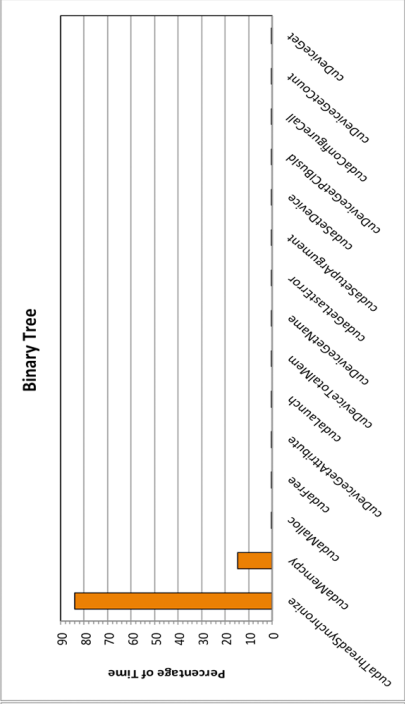 Binary Tree
Percentage of Time
90
80
70
60
50
40
30
20
10
0
cudaThreadSynchronize
cudaMemcpy
cudaMalloc
cudaFree
cuDeviceGetAttribute
cudaLaunch
cuDeviceTotalMem
cuDeviceGetName
cudaGetLastError
cudaSetupArgument
cudaSetDevice
cuDeviceGetPCIBusId
cudaConfigureCall
cuDeviceGetCount
cuDeviceGet